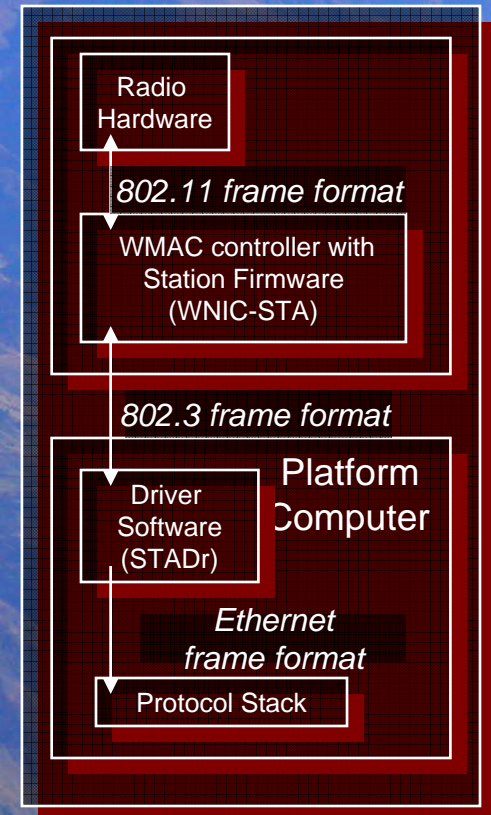 Radio
Hardware
802.11 frame format
WMAC controller with
Station Firmware
(WNIC-STA)
802.3 frame format
Platform
Computer
Driver
Software
(STADr)
Ethernet
frame format
Protocol Stack